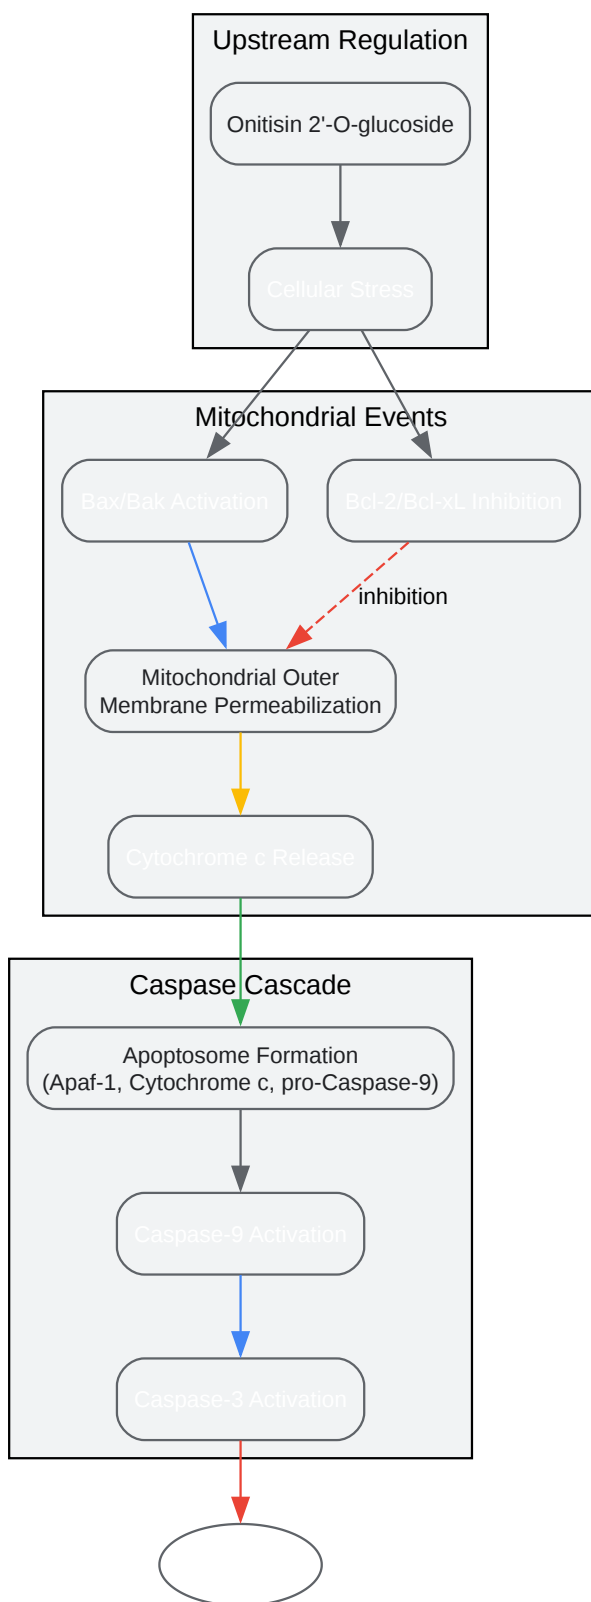 Upstream Regulation
Onitisin 2'-O-glucoside
Cellular Stress
Mitochondrial Events
Bax/Bak Activation
Bcl-2/Bcl-xL Inhibition
inhibition
Mitochondrial Outer
Membrane Permeabilization
Cytochrome c Release
Caspase Cascade
Apoptosome Formation
(Apaf-1, Cytochrome c, pro-Caspase-9)
Caspase-9 Activation
Caspase-3 Activation